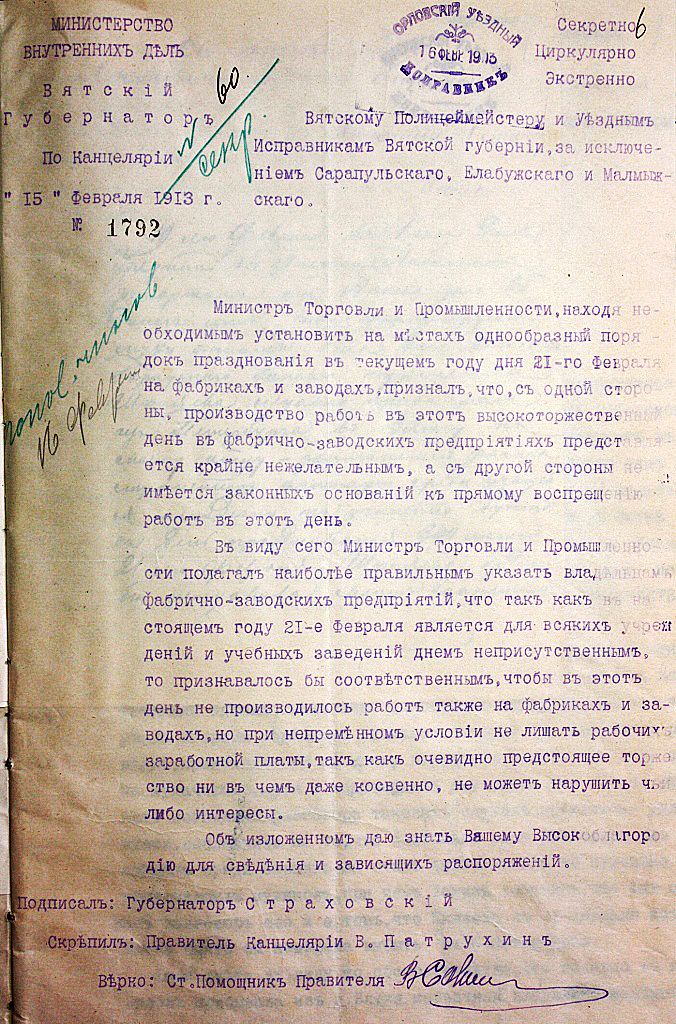 МИНИСТЕРСТВО
ВНУТРЕННИХЪ ДѢЛЪ
Вятскій
Губернаторъ
По Канцеляріи
" 15 " Февраля 1913 г.
№ 1792
№ 60.
секр
ОРЛОВСКІЙ УѢЗДНЫЙ
16 ФЕВР 1913
ИСПРАВНИКЪ
Секретно
6
Циркулярно
Экстренно
Вятскому Полицеймейстеру и Уѣзднымъ
Исправникамъ Вятской губерніи, за исключе-
ніемъ Сарапульскаго, Елабужскаго и Малмыж-
скаго.
16 Февраля
Министръ Торговли и Промышленности, находя не-
обходимымъ установить на мѣстахъ однообразный поря-
докъ празднованія въ текущемъ году дня 21-го Февраля
на фабрикахъ и заводахъ, призналъ, что, съ одной сторо-
ны, производство работъ въ этотъ высокоторжественный
день въ фабрично-заводскихъ предпріятіяхъ представля-
ется крайне нежелательнымъ, а съ другой стороны не
имѣется законныхъ основаній къ прямому воспрещенію
работъ въ этотъ день.
Въ виду сего Министръ Торговли и Промышленно-
сти полагалъ наиболѣе правильнымъ указать владѣльцамъ
фабрично-заводскихъ предпріятій, что такъ какъ въ на-
стоящемъ году 21-е Февраля является для всякихъ учреж
деній и учебныхъ заведеній днемъ неприсутственнымъ,
то признавалось бы соотвѣтственнымъ, чтобы въ этотъ
день не производилось работъ также на фабрикахъ и за-
водахъ, но при непремѣнномъ условіи не лишать рабочихъ
заработной платы, такъ какъ очевидно предстоящее торже
ство ни въ чемъ даже косвенно, не можетъ нарушить чьи
либо интересы.
Объ изложенномъ даю знать Вашему Высокоблагоро
дію для свѣдѣнія и зависящихъ распоряженій.
Подписалъ: Губернаторъ Страховскій
Скрѣпилъ: Правитель Канцеляріи В. Патрухинъ
Вѣрно: Ст. Помощникъ Правителя